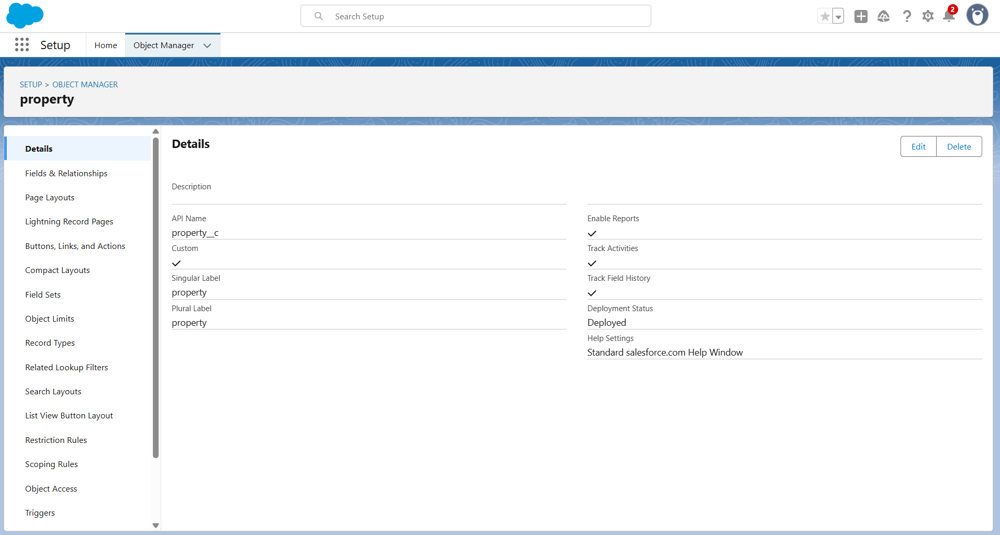 Search Setup
2
Setup
Home
Object Manager
SETUP > OBJECT MANAGER
property
Details
Fields & Relationships
Page Layouts
Lightning Record Pages
Buttons, Links, and Actions
Compact Layouts
Field Sets
Object Limits
Record Types
Related Lookup Filters
Search Layouts
List View Button Layout
Restriction Rules
Scoping Rules
Object Access
Triggers
Details
Edit
Delete
Description
API Name
property__c
Custom
Singular Label
property
Plural Label
property
Enable Reports
Track Activities
Track Field History
Deployment Status
Deployed
Help Settings
Standard salesforce.com Help Window